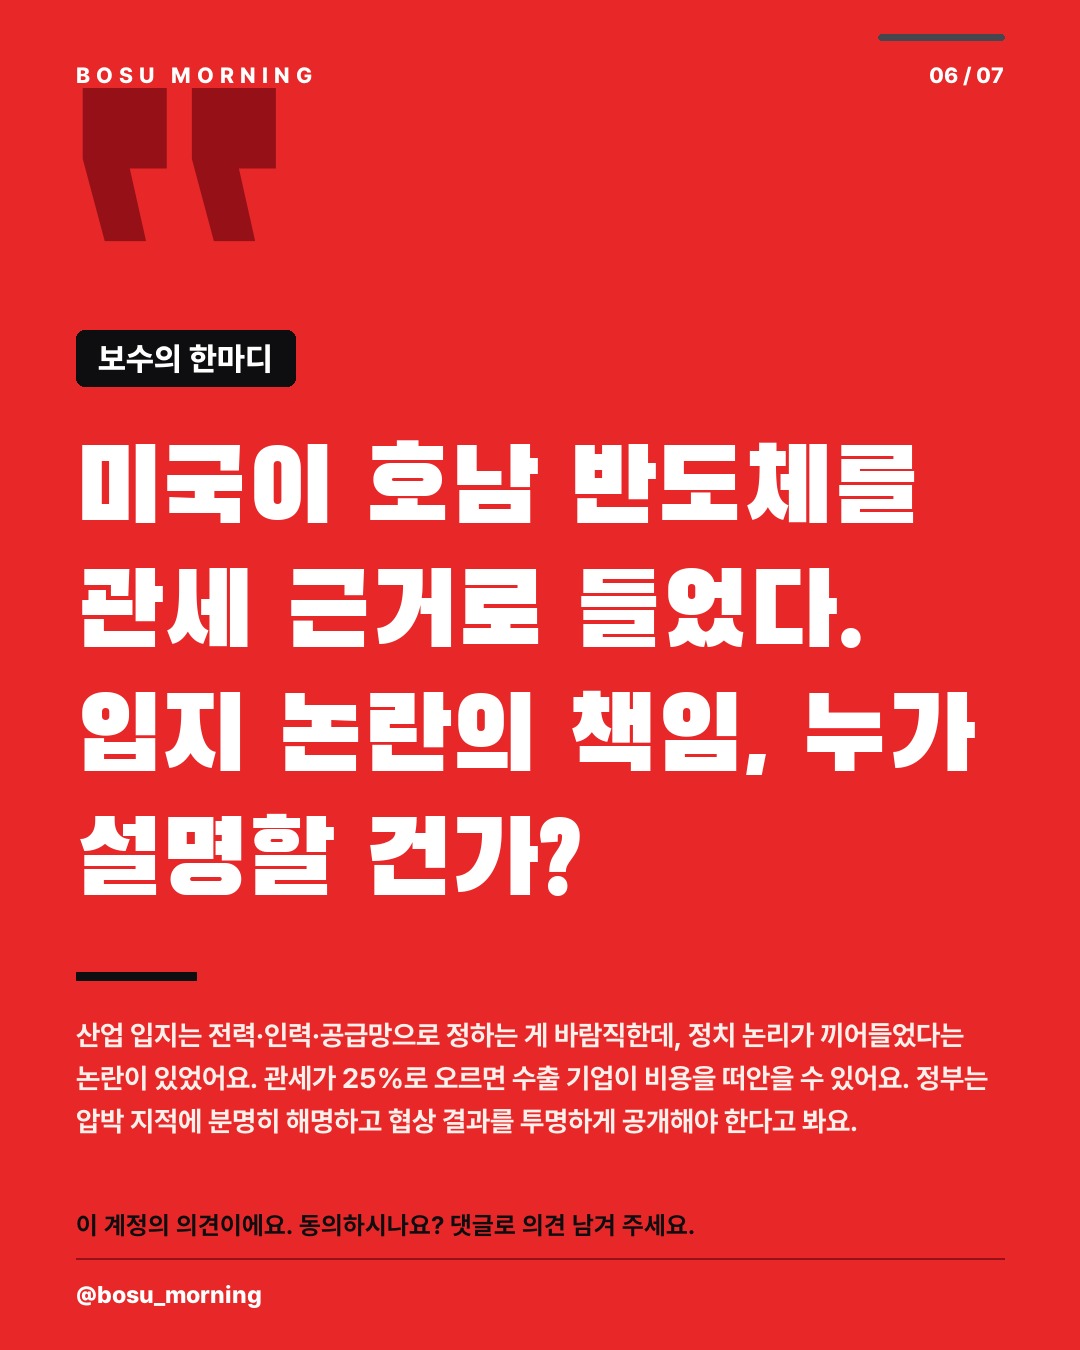 BOSU MORNING
06 / 07
보수의 한마디
미국이 호남 반도체를
관세 근거로 들었다.
입지 논란의 책임, 누가
설명할 건가?
산업 입지는 전력·인력·공급망으로 정하는 게 바람직한데, 정치 논리가 끼어들었다는
논란이 있었어요. 관세가 25%로 오르면 수출 기업이 비용을 떠안을 수 있어요. 정부는
압박 지적에 분명히 해명하고 협상 결과를 투명하게 공개해야 한다고 봐요.
이 계정의 의견이에요. 동의하시나요? 댓글로 의견 남겨 주세요.
@bosu_morning